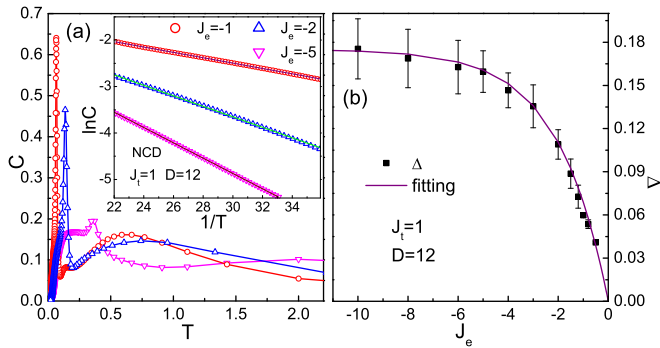 (a) J_e=-1 J_e=-2
J_e=-5
0.7
0.6
0.5
0.4
0.3
0.2
0.1
0.0
C
0.0 0.5 1.0 1.5 2.0
T
-2
-3
-4
-5
lnC
22 24 26 28 30 32 34
1/T
NCD
J_t=1 D=12
(b)
Δ
fitting
J_t=1
D=12
-10 -8 -6 -4 -2 0
J_e
0.18
0.15
0.12
0.09
0.06
0.03
0.00
Δ